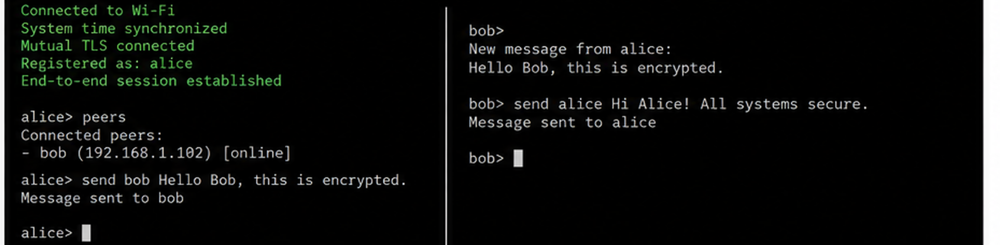 Connected to Wi-Fi
System time synchronized
Mutual TLS connected
Registered as: alice
End-to-end session established
alice> peers
Connected peers:
- bob (192.168.1.102) [online]
alice> send bob Hello Bob, this is encrypted.
Message sent to bob
alice>
bob>
New message from alice:
Hello Bob, this is encrypted.
bob> send alice Hi Alice! All systems secure.
Message sent to alice
bob>